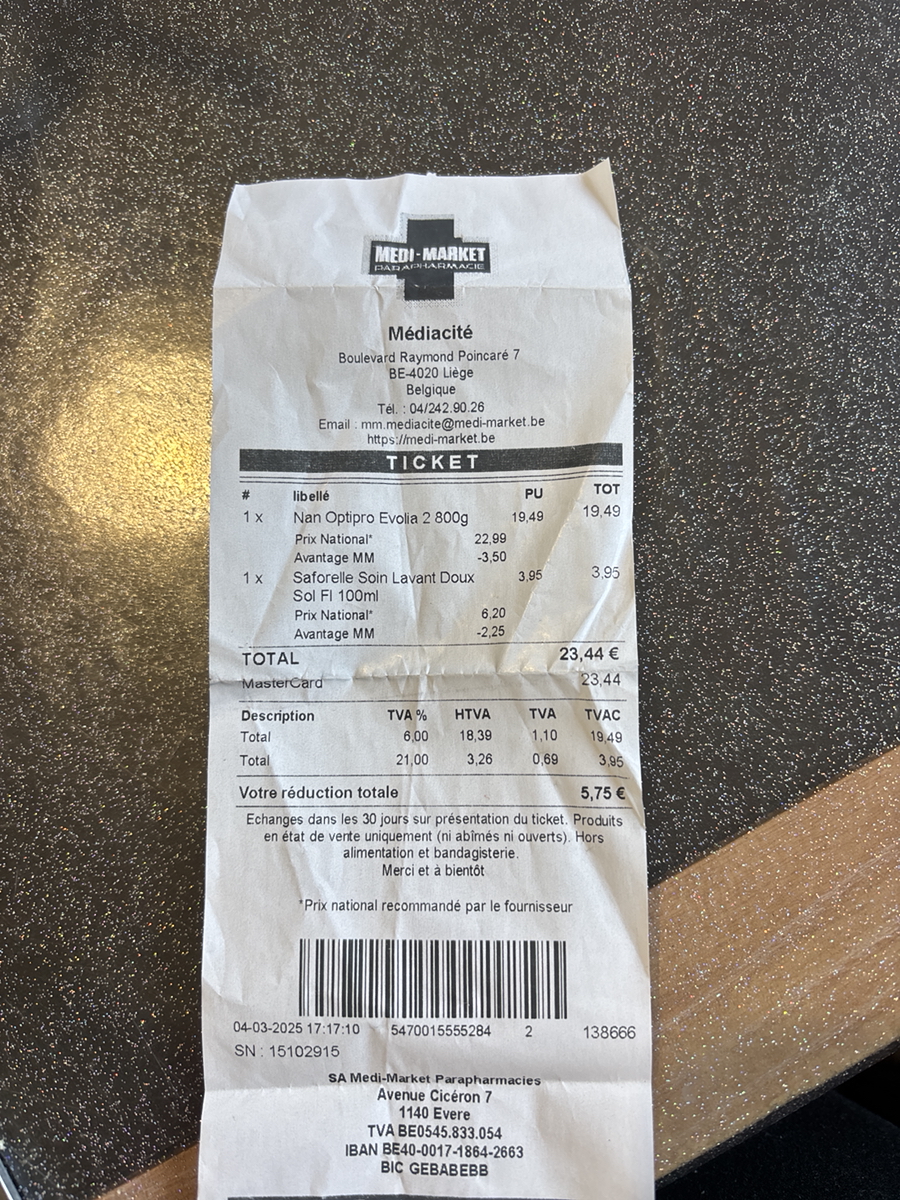 MEDI-MARKET
PARAPHARMACIE
Médiacité
Boulevard Raymond Poincaré 7
BE-4020 Liège
Belgique
Tél. : 04/242.90.26
Email : mm.mediacite@medi-market.be
https://medi-market.be
TICKET
# libellé PU TOT
1 x Nan Optipro Evolia 2 800g 19,49 19,49
Prix National* 22,99
Avantage MM -3,50
1 x Saforelle Soin Lavant Doux 3,95 3,95
Sol Fl 100ml
Prix National* 6,20
Avantage MM -2,25
TOTAL 23,44 €
MasterCard 23,44
Description TVA % HTVA TVA TVAC
Total 6,00 18,39 1,10 19,49
Total 21,00 3,26 0,69 3,95
Votre réduction totale 5,75 €
Echanges dans les 30 jours sur présentation du ticket. Produits
en état de vente uniquement (ni abîmés ni ouverts). Hors
alimentation et bandagisterie.
Merci et à bientôt
*Prix national recommandé par le fournisseur
04-03-2025 17:17:10 5470015555284 2 138666
SN : 15102915
SA Medi-Market Parapharmacies
Avenue Cicéron 7
1140 Evere
TVA BE0545.833.054
IBAN BE40-0017-1864-2663
BIC GEBABEBB